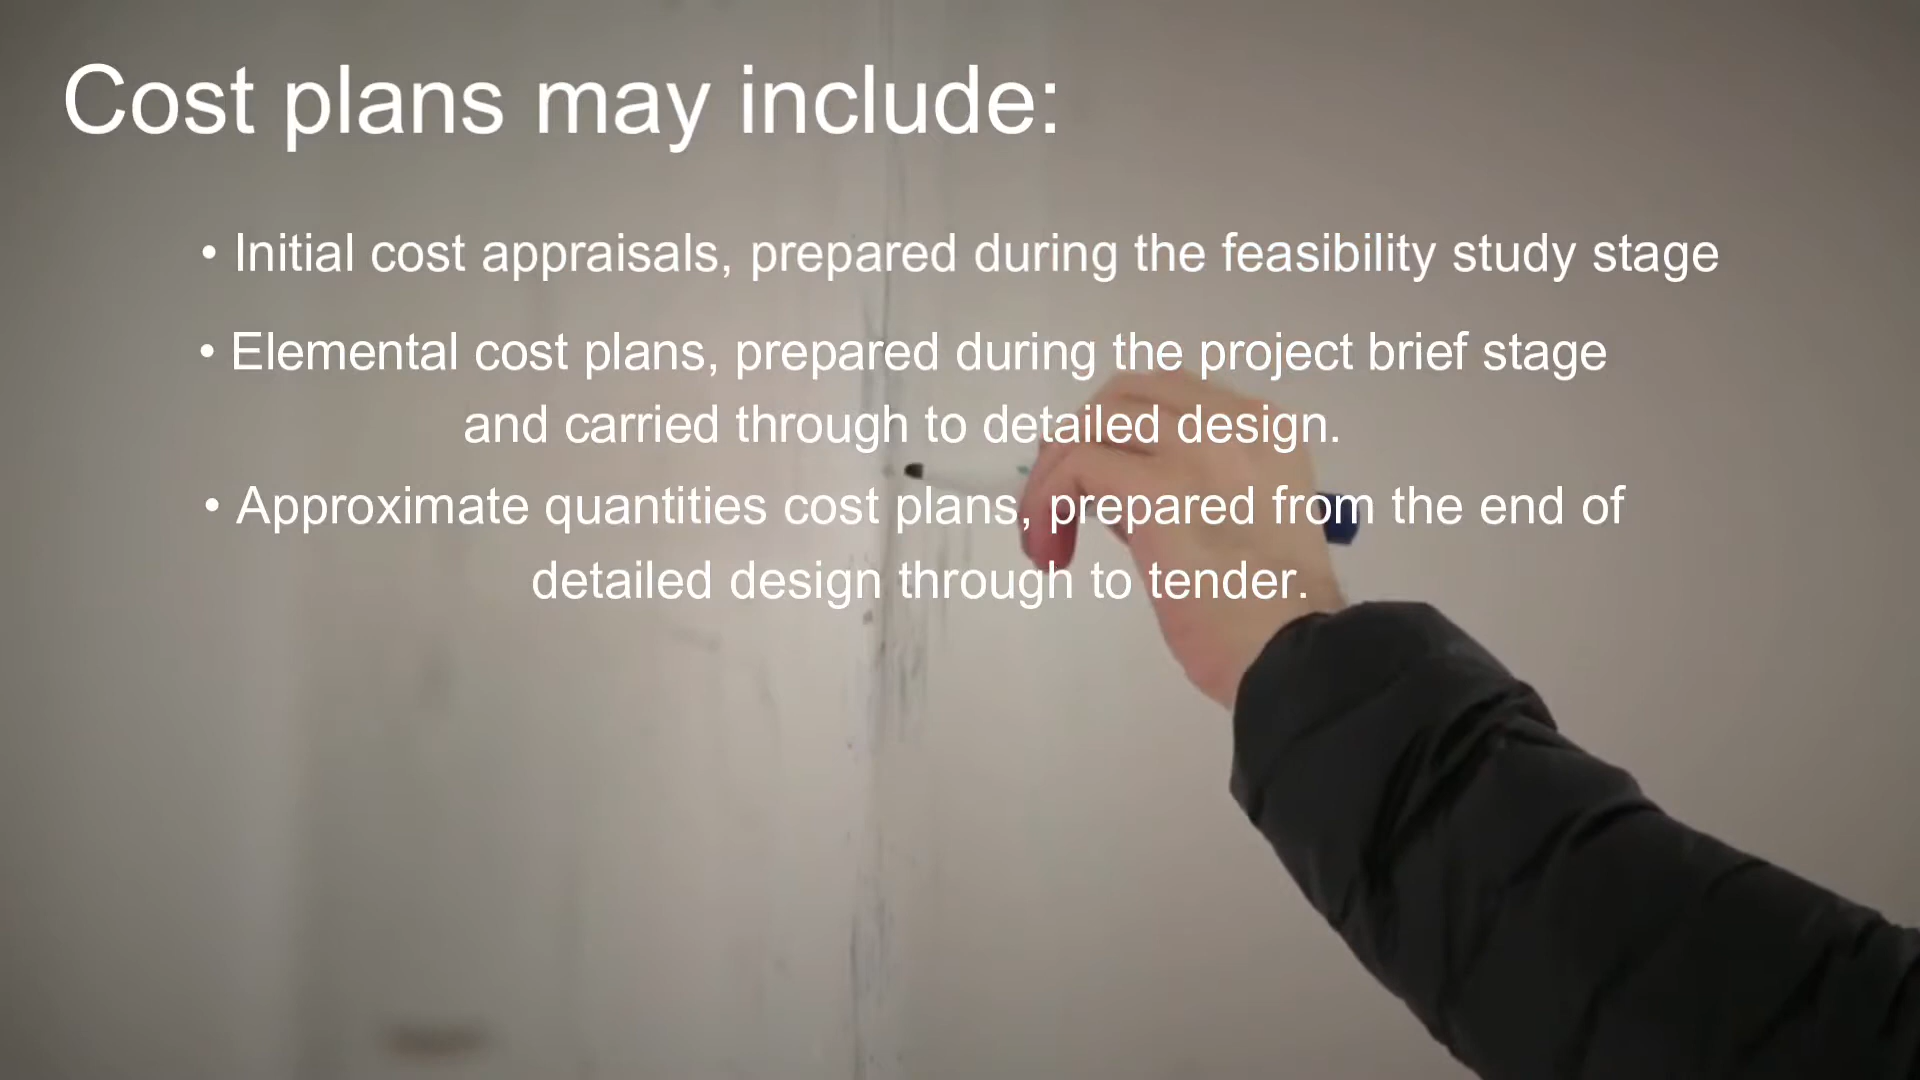 Cost plans may include:
• Initial cost appraisals, prepared during the feasibility study stage
• Elemental cost plans, prepared during the project brief stage
and carried through to detailed design.
• Approximate quantities cost plans, prepared from the end of
detailed design through to tender.